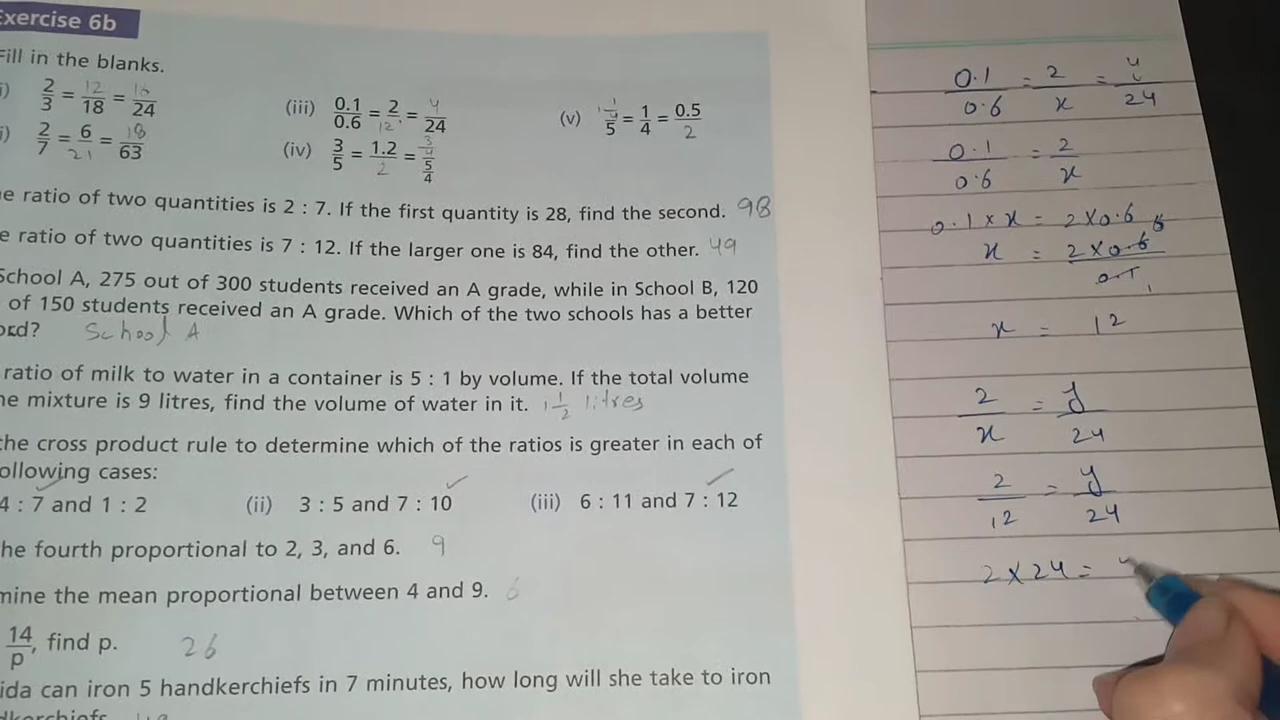 Exercise 6b
Fill in the blanks.
i) 2/3 = 12/18 = 16/24
(iii) 0.1/0.6 = 2/12 = 4/24
(v) = 1/4 = 0.5/2
i) 2/7 = 6/21 = 18/63
(iv) 3/5 = 1.2/2 =
e ratio of two quantities is 2 : 7. If the first quantity is 28, find the second. 98
e ratio of two quantities is 7 : 12. If the larger one is 84, find the other. 49
School A, 275 out of 300 students received an A grade, while in School B, 120
of 150 students received an A grade. Which of the two schools has a better
ord? School A
ratio of milk to water in a container is 5 : 1 by volume. If the total volume
e mixture is 9 litres, find the volume of water in it. 1 1/2 litres
the cross product rule to determine which of the ratios is greater in each of
ollowing cases:
4 : 7 and 1 : 2 (ii) 3 : 5 and 7 : 10 (iii) 6 : 11 and 7 : 12
he fourth proportional to 2, 3, and 6. 9
mine the mean proportional between 4 and 9. 6
14/p, find p. 26
ida can iron 5 handkerchiefs in 7 minutes, how long will she take to iron
dkerchiefs
0.1/0.6 = 2/x = y/24
0.1/0.6 = 2/x
0.1 × x = 2 × 0.6
x = 2 × 0.6/0.1
x = 12
2/x = y/24
2/12 = y/24
2 × 24 =